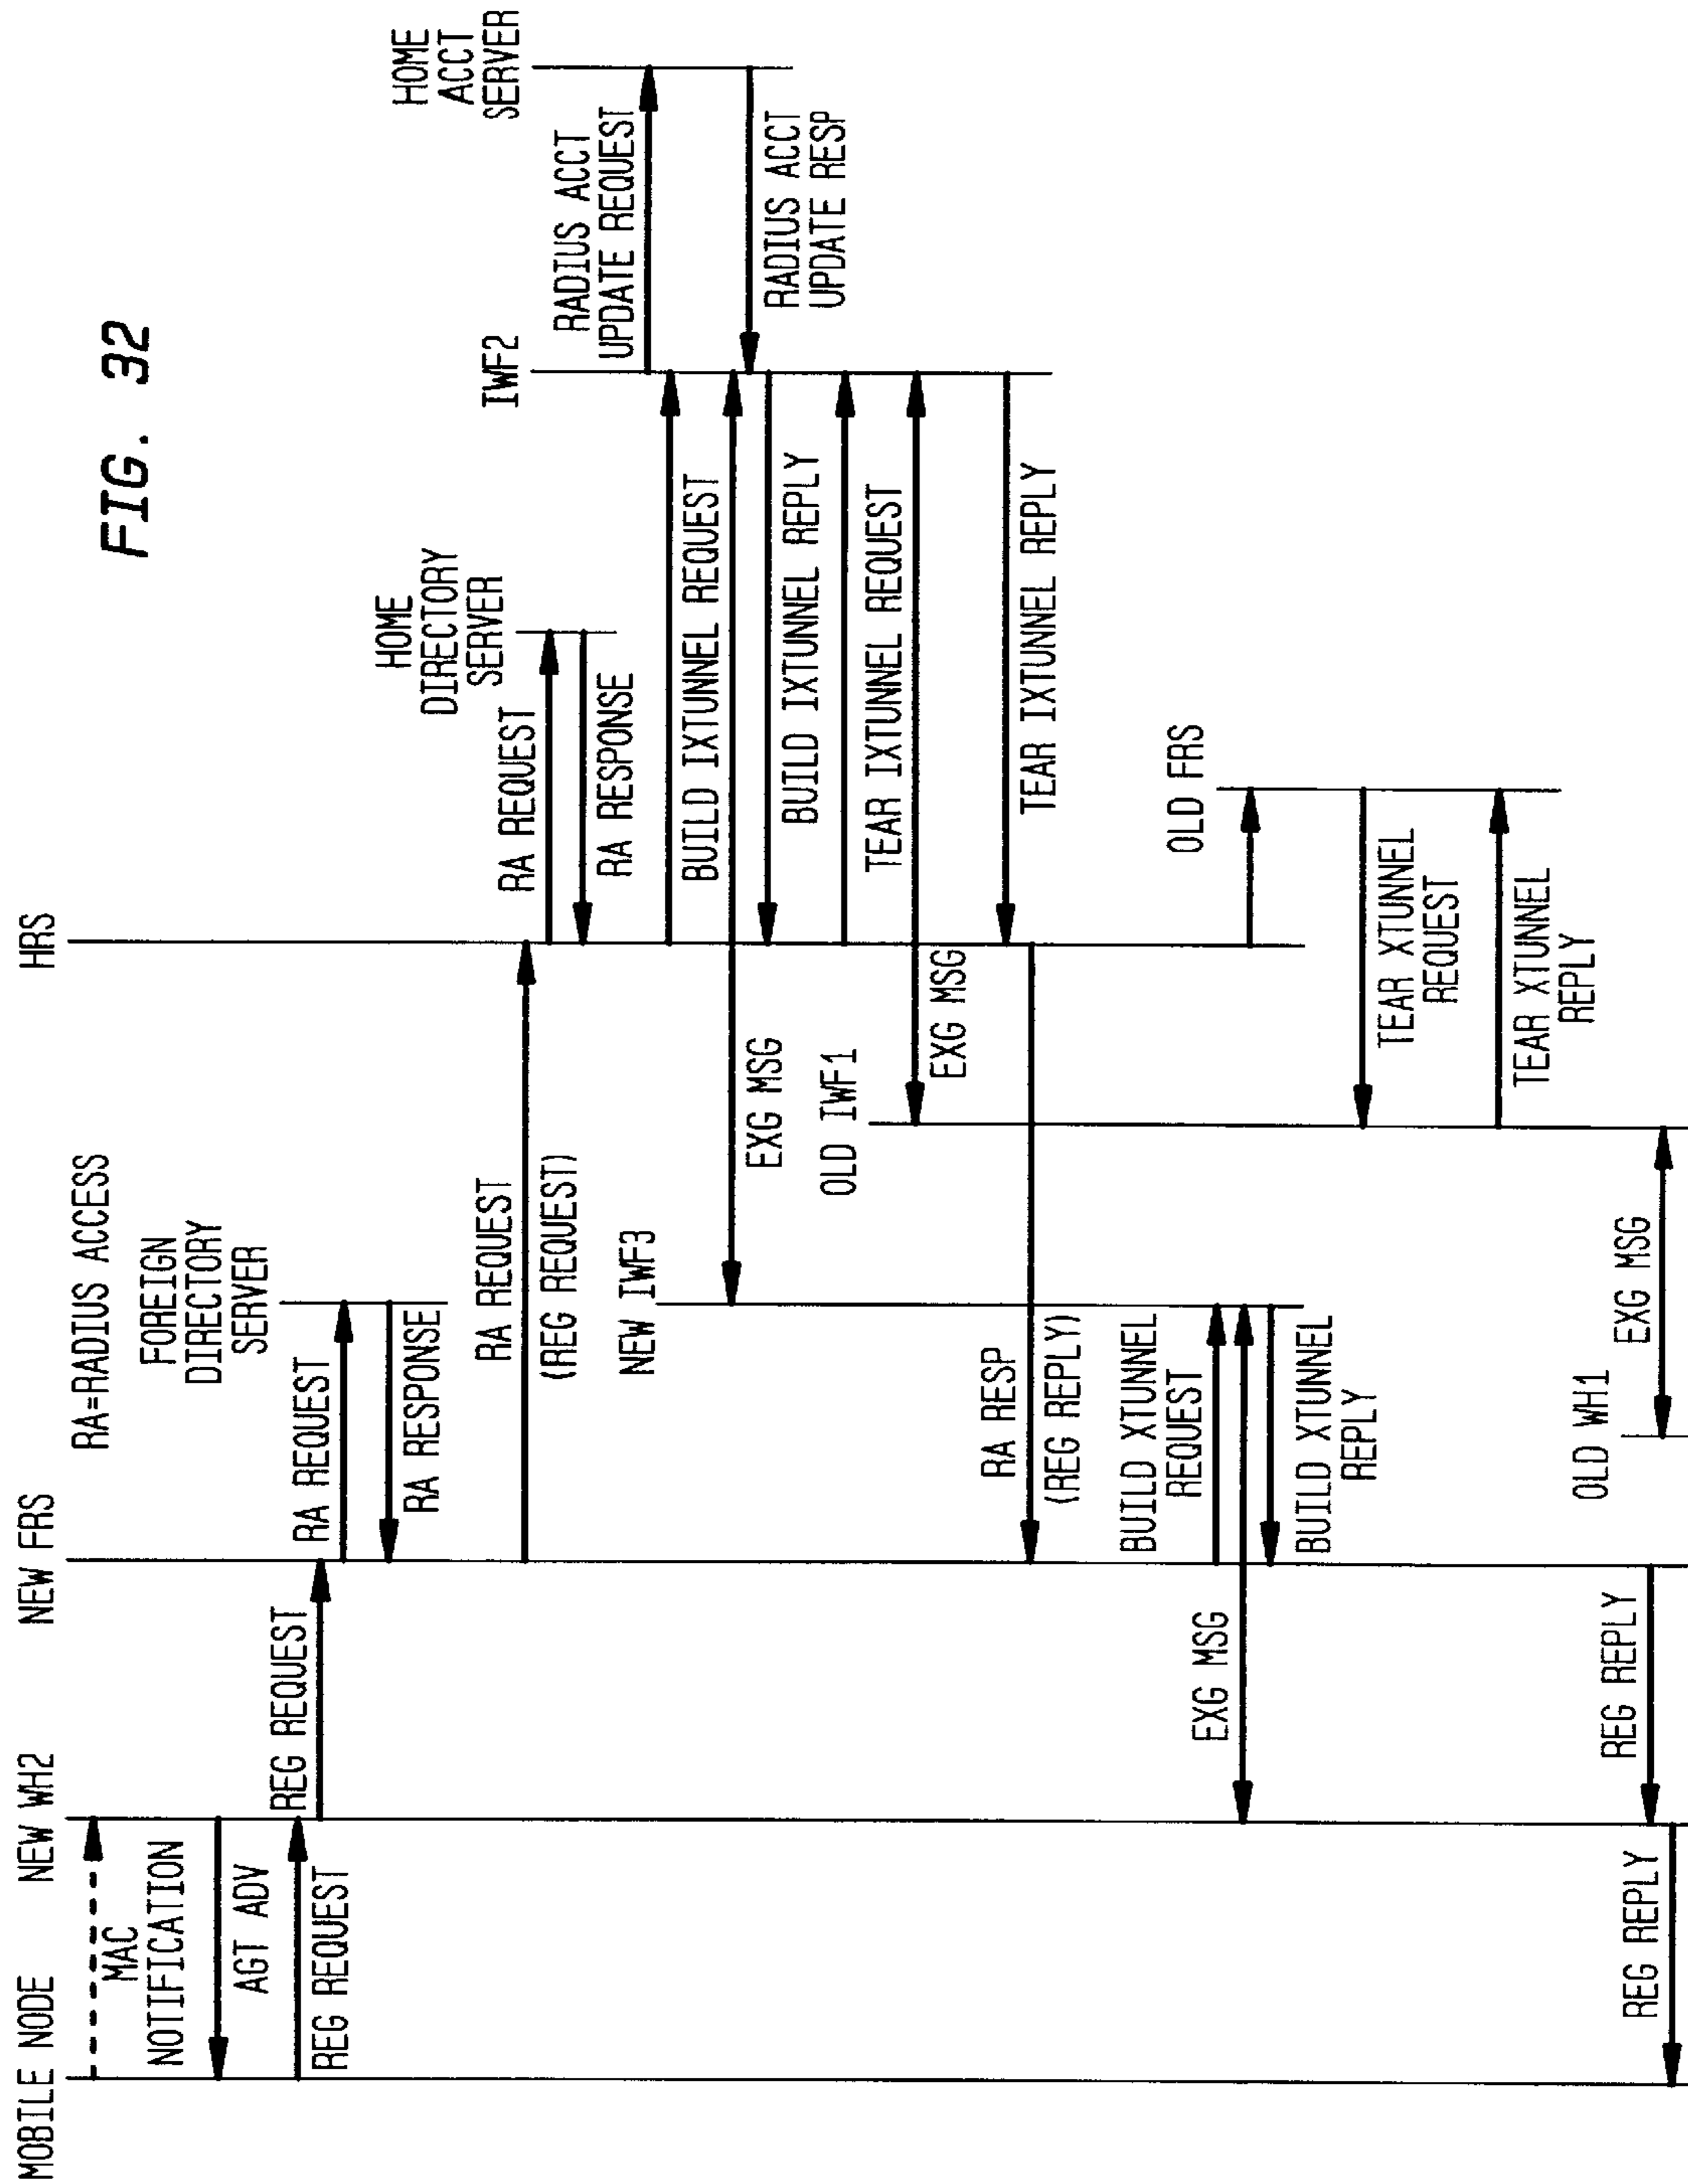 FIG. 32
MOBILE NODE
NEW WH2
NEW FRS
HRS
RA=RADIUS ACCESS
MAC
NOTIFICATION
AGT ADV
REG REQUEST
REG REQUEST
FOREIGN
DIRECTORY
SERVER
RA REQUEST
RA RESPONSE
RA REQUEST
(REG REQUEST)
HOME
DIRECTORY
SERVER
RA REQUEST
RA RESPONSE
IWF2
HOME
ACCT
SERVER
RADIUS ACCT
UPDATE REQUEST
RADIUS ACCT
UPDATE RESP
BUILD IXTUNNEL REQUEST
NEW IWF3
EXG MSG
BUILD IXTUNNEL REPLY
TEAR IXTUNNEL REQUEST
OLD IWF1
EXG MSG
TEAR IXTUNNEL REPLY
RA RESP
(REG REPLY)
BUILD XTUNNEL
REQUEST
EXG MSG
BUILD XTUNNEL
REPLY
OLD FRS
TEAR XTUNNEL
REQUEST
TEAR XTUNNEL
REPLY
OLD WH1
EXG MSG
REG REPLY
REG REPLY